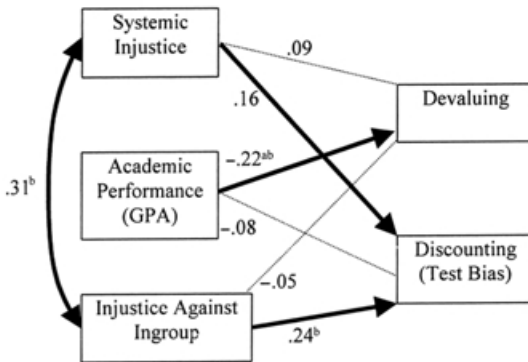 Systemic
Injustice
.09
Devaluing
.16
-.22ᵃᵇ
Academic
Performance
(GPA)
.31ᵇ
-.08
Discounting
(Test Bias)
-.05
Injustice Against
Ingroup
.24ᵇ